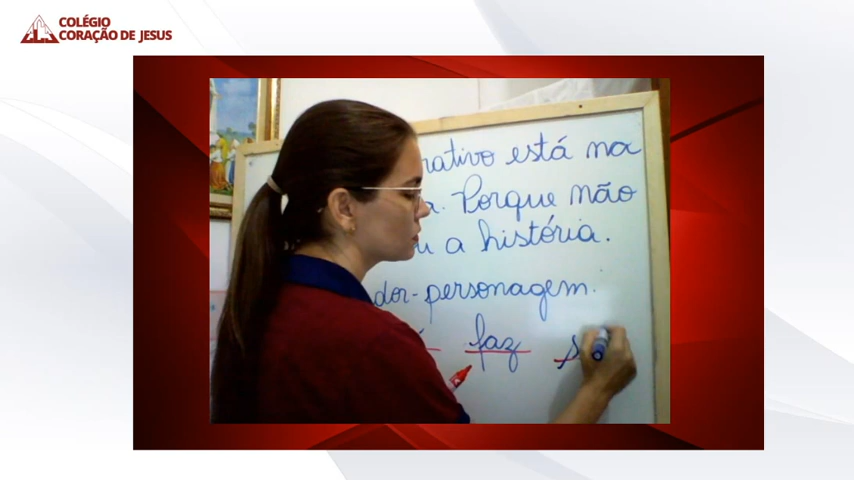 COLÉGIO
CORAÇÃO DE JESUS
rativo está na
a. Porque não
u a história.
dor-personagem.
faz